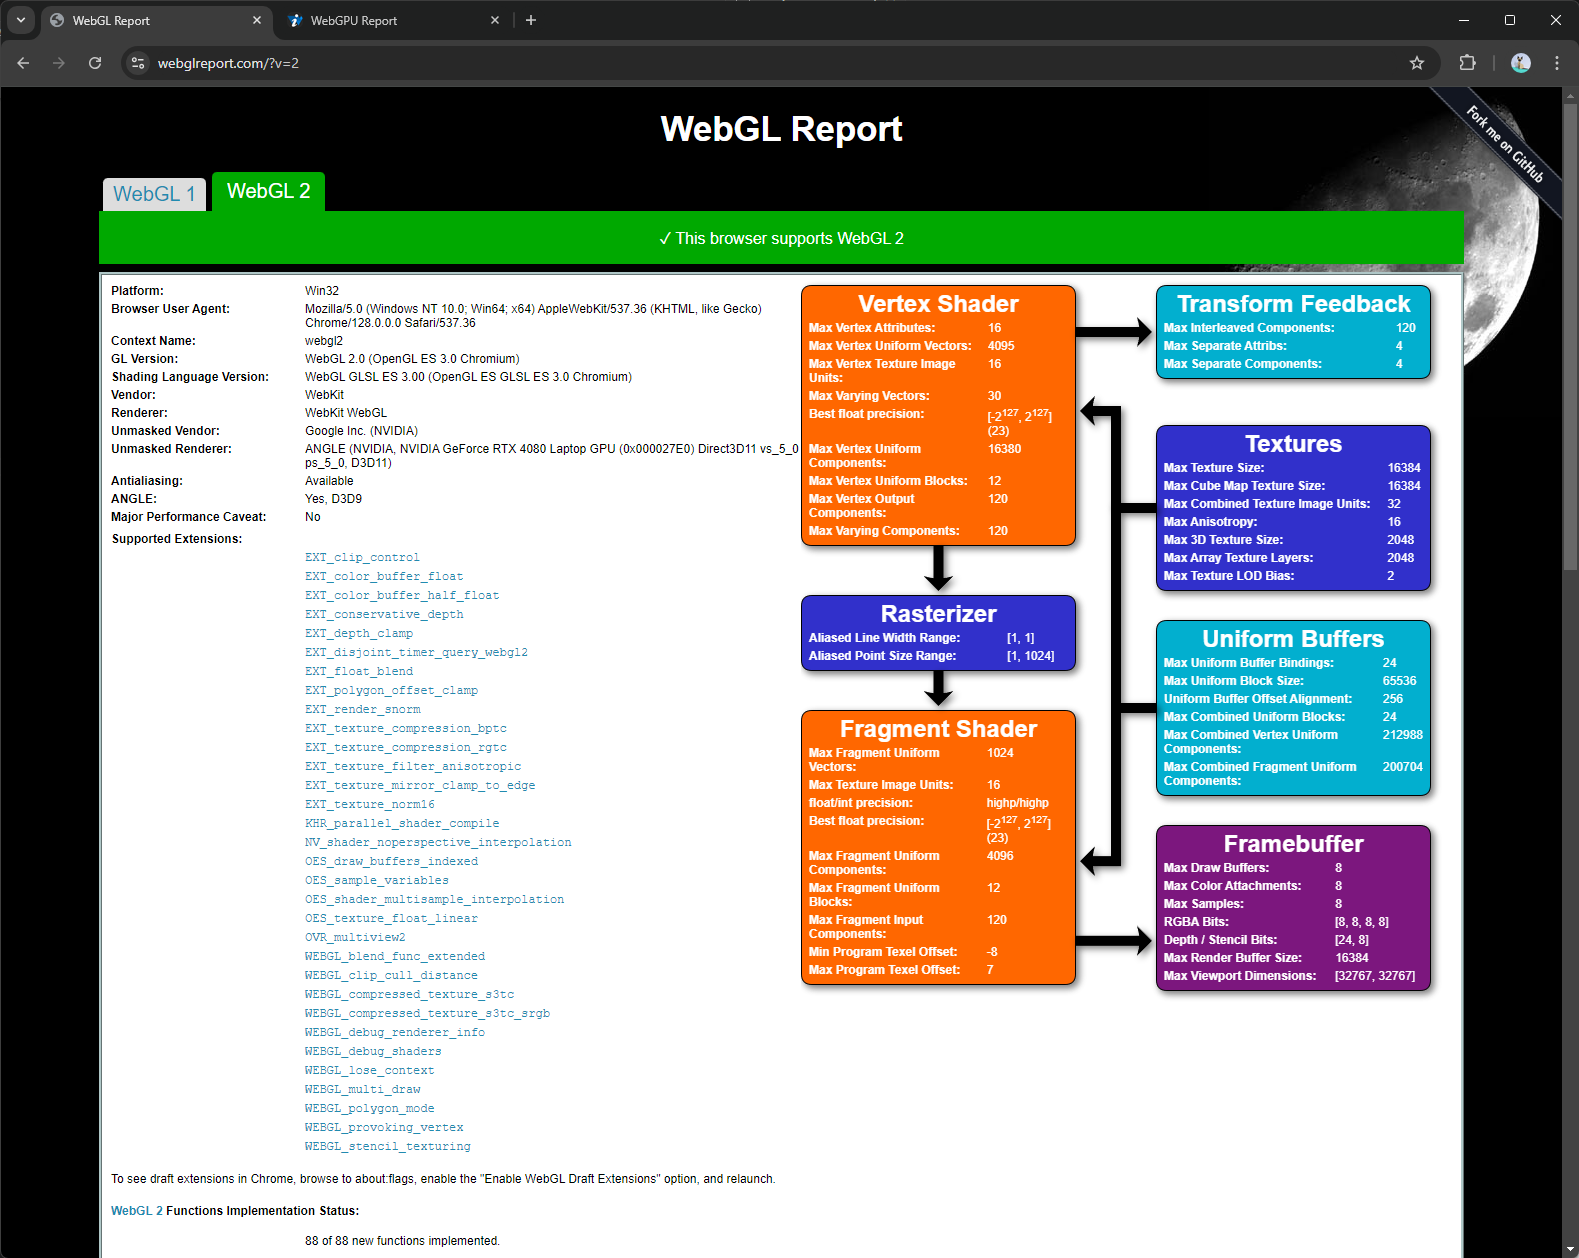 WebGL Report
WebGPU Report
webglreport.com/?v=2
Fork me on GitHub
WebGL Report
WebGL 1
WebGL 2
✓ This browser supports WebGL 2
Platform: Win32
Browser User Agent: Mozilla/5.0 (Windows NT 10.0; Win64; x64) AppleWebKit/537.36 (KHTML, like Gecko)
Chrome/128.0.0.0 Safari/537.36
Context Name: webgl2
GL Version: WebGL 2.0 (OpenGL ES 3.0 Chromium)
Shading Language Version: WebGL GLSL ES 3.00 (OpenGL ES GLSL ES 3.0 Chromium)
Vendor: WebKit
Renderer: WebKit WebGL
Unmasked Vendor: Google Inc. (NVIDIA)
Unmasked Renderer: ANGLE (NVIDIA, NVIDIA GeForce RTX 4080 Laptop GPU (0x000027E0) Direct3D11 vs_5_0
ps_5_0, D3D11)
Antialiasing: Available
ANGLE: Yes, D3D9
Major Performance Caveat: No
Supported Extensions:
EXT_clip_control
EXT_color_buffer_float
EXT_color_buffer_half_float
EXT_conservative_depth
EXT_depth_clamp
EXT_disjoint_timer_query_webgl2
EXT_float_blend
EXT_polygon_offset_clamp
EXT_render_snorm
EXT_texture_compression_bptc
EXT_texture_compression_rgtc
EXT_texture_filter_anisotropic
EXT_texture_mirror_clamp_to_edge
EXT_texture_norm16
KHR_parallel_shader_compile
NV_shader_noperspective_interpolation
OES_draw_buffers_indexed
OES_sample_variables
OES_shader_multisample_interpolation
OES_texture_float_linear
OVR_multiview2
WEBGL_blend_func_extended
WEBGL_clip_cull_distance
WEBGL_compressed_texture_s3tc
WEBGL_compressed_texture_s3tc_srgb
WEBGL_debug_renderer_info
WEBGL_debug_shaders
WEBGL_lose_context
WEBGL_multi_draw
WEBGL_polygon_mode
WEBGL_provoking_vertex
WEBGL_stencil_texturing
To see draft extensions in Chrome, browse to about:flags, enable the "Enable WebGL Draft Extensions" option, and relaunch.
WebGL 2 Functions Implementation Status:
88 of 88 new functions implemented.
Vertex Shader
Max Vertex Attributes: 16
Max Vertex Uniform Vectors: 4095
Max Vertex Texture Image 16
Units:
Max Varying Vectors: 30
Best float precision: [-2^127, 2^127]
(23)
Max Vertex Uniform 16380
Components:
Max Vertex Uniform Blocks: 12
Max Vertex Output 120
Components:
Max Varying Components: 120
Rasterizer
Aliased Line Width Range: [1, 1]
Aliased Point Size Range: [1, 1024]
Fragment Shader
Max Fragment Uniform 1024
Vectors:
Max Texture Image Units: 16
float/int precision: highp/highp
Best float precision: [-2^127, 2^127]
(23)
Max Fragment Uniform 4096
Components:
Max Fragment Uniform 12
Blocks:
Max Fragment Input 120
Components:
Min Program Texel Offset: -8
Max Program Texel Offset: 7
Transform Feedback
Max Interleaved Components: 120
Max Separate Attribs: 4
Max Separate Components: 4
Textures
Max Texture Size: 16384
Max Cube Map Texture Size: 16384
Max Combined Texture Image Units: 32
Max Anisotropy: 16
Max 3D Texture Size: 2048
Max Array Texture Layers: 2048
Max Texture LOD Bias: 2
Uniform Buffers
Max Uniform Buffer Bindings: 24
Max Uniform Block Size: 65536
Uniform Buffer Offset Alignment: 256
Max Combined Uniform Blocks: 24
Max Combined Vertex Uniform 212988
Components:
Max Combined Fragment Uniform 200704
Components:
Framebuffer
Max Draw Buffers: 8
Max Color Attachments: 8
Max Samples: 8
RGBA Bits: [8, 8, 8, 8]
Depth / Stencil Bits: [24, 8]
Max Render Buffer Size: 16384
Max Viewport Dimensions: [32767, 32767]